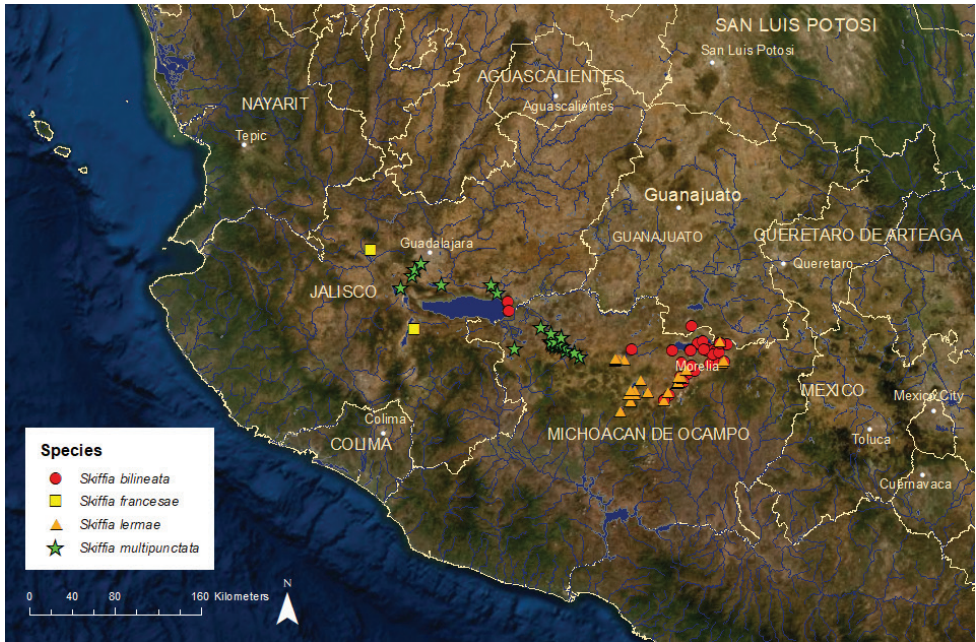 SAN LUIS POTOSI
San Luis Potosi
AGUASCALIENTES
Aguascalientes
NAYARIT
Tepic
Guanajuato
GUANAJUATO
QUERETARO DE ARTEAGA
Queretaro
Guadalajara
JALISCO
Morelia
MEXICO
Mexico City
Colima
COLIMA
MICHOACAN DE OCAMPO
Toluca
Cuernavaca
Species
Skiffia bilineata
Skiffia francesae
Skiffia lermae
Skiffia multipunctata
0 40 80 160 Kilometers
N